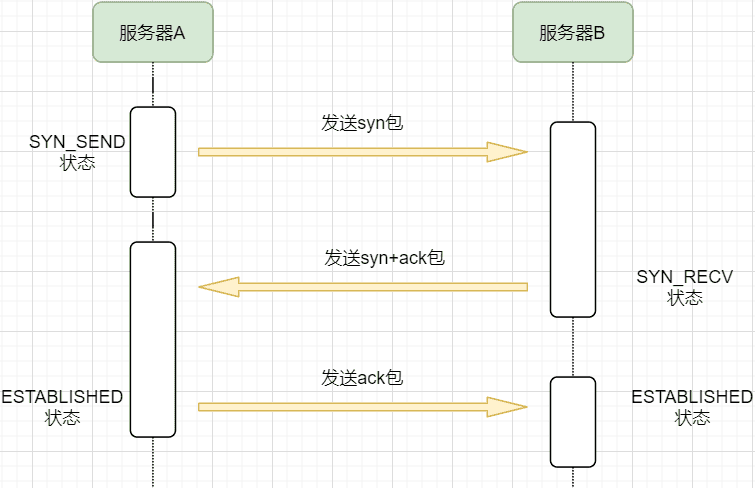 服务器A
服务器B
发送syn包
SYN_SEND
状态
发送syn+ack包
SYN_RECV
状态
发送ack包
ESTABLISHED
状态
ESTABLISHED
状态